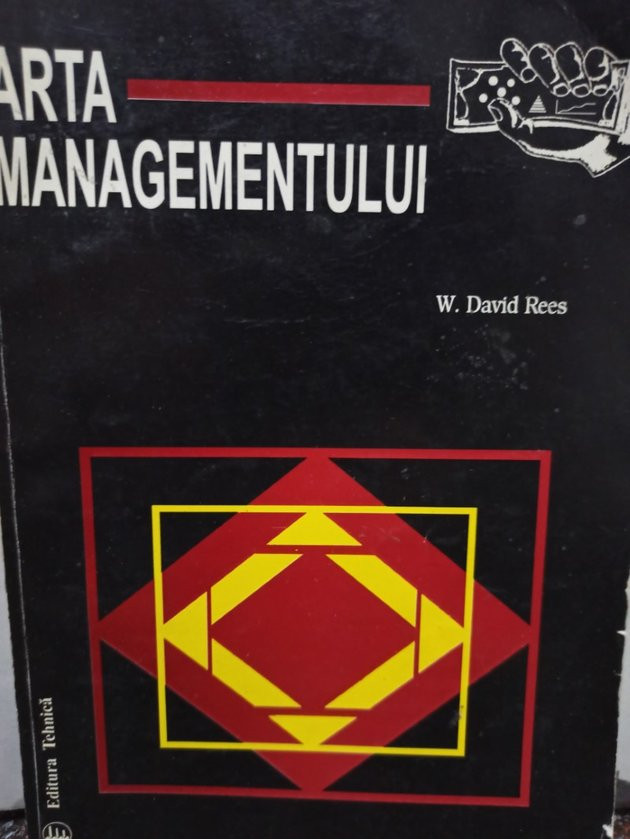 ARTA
MANAGEMENTULUI
W. David Rees
Editura Tehnică